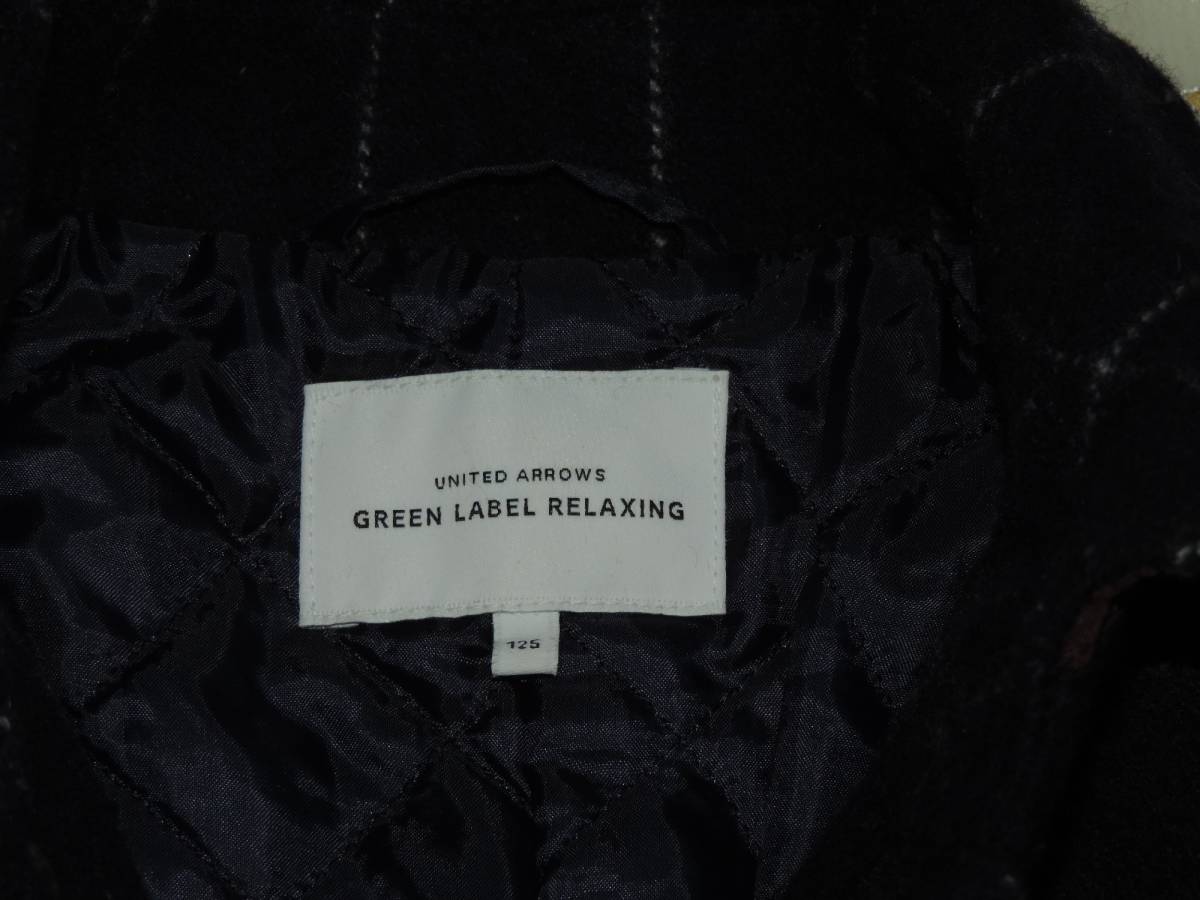 UNITED ARROWS
GREEN LABEL RELAXING
125